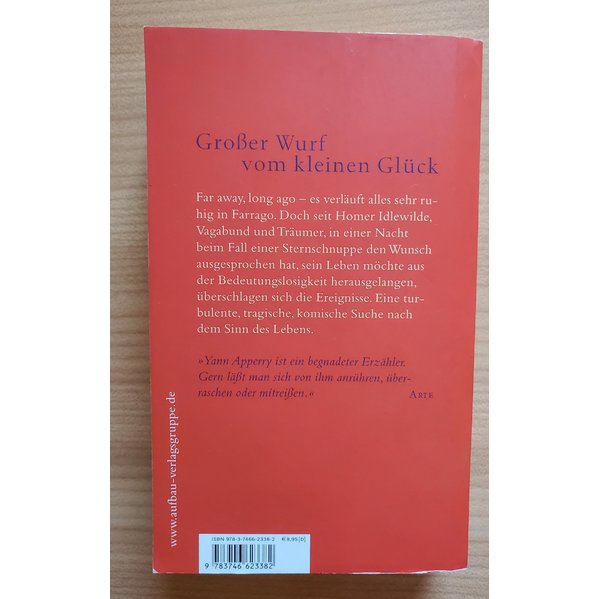 Großer Wurf
vom kleinen Glück
Far away, long ago – es verläuft alles sehr ru-
hig in Farrago. Doch seit Homer Idlewilde,
Vagabund und Träumer, in einer Nacht
beim Fall einer Sternschnuppe den Wunsch
ausgesprochen hat, sein Leben möchte aus
der Bedeutungslosigkeit herausgelangen,
überschlagen sich die Ereignisse. Eine tur-
bulente, tragische, komische Suche nach
dem Sinn des Lebens.
»Yann Apperry ist ein begnadeter Erzähler.
Gern läßt man sich von ihm anrühren, über-
raschen oder mitreißen.«
ARTE
www.aufbau-verlagsgruppe.de
ISBN 978-3-7466-2338-2 € 8,95 [D]
9 783746 623382